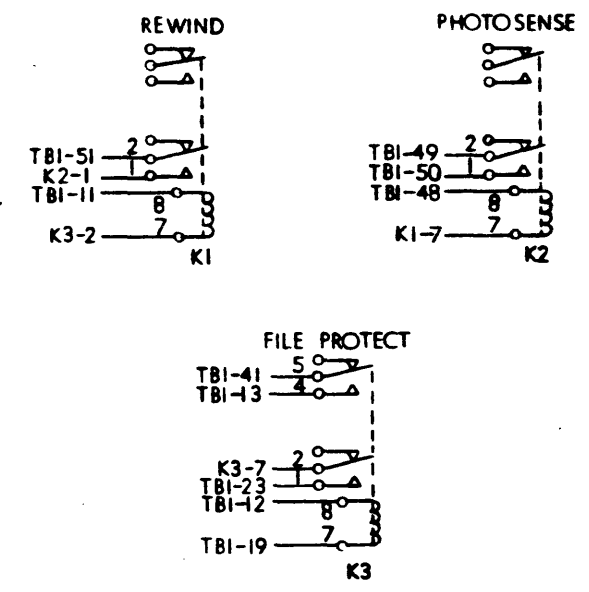 REWIND
2
TB1-51
1
K2-1
TB1-11
8
K3-2
7
K1
PHOTOSENSE
2
TB1-49
1
TB1-50
TB1-48
8
K1-7
7
K2
FILE PROTECT
5
TB1-41
4
TB1-13
2
K3-7
1
TB1-23
TB1-12
8
7
TB1-19
K3